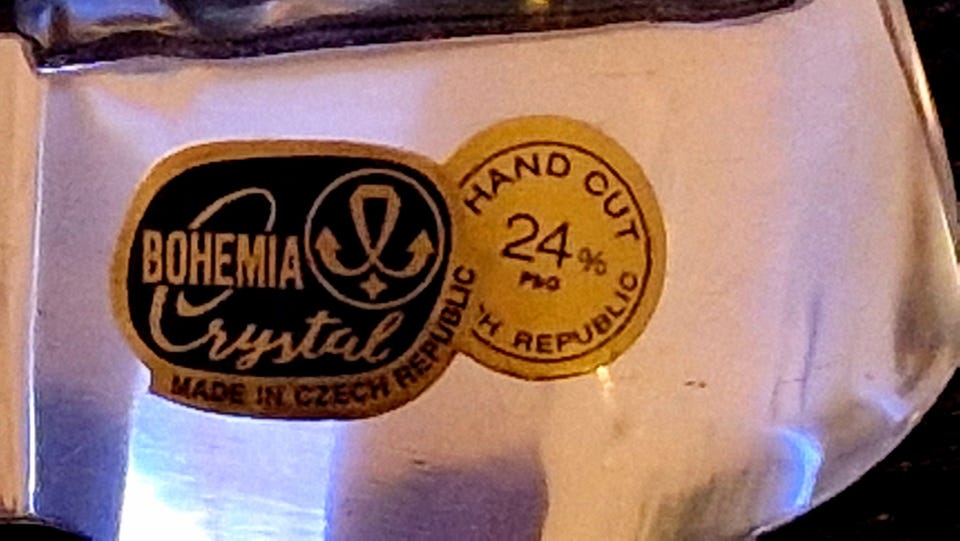 BOHEMIA
Crystal
MADE IN CZECH REPUBLIC
HAND CUT
24 %
PBO
H REPUBLIC